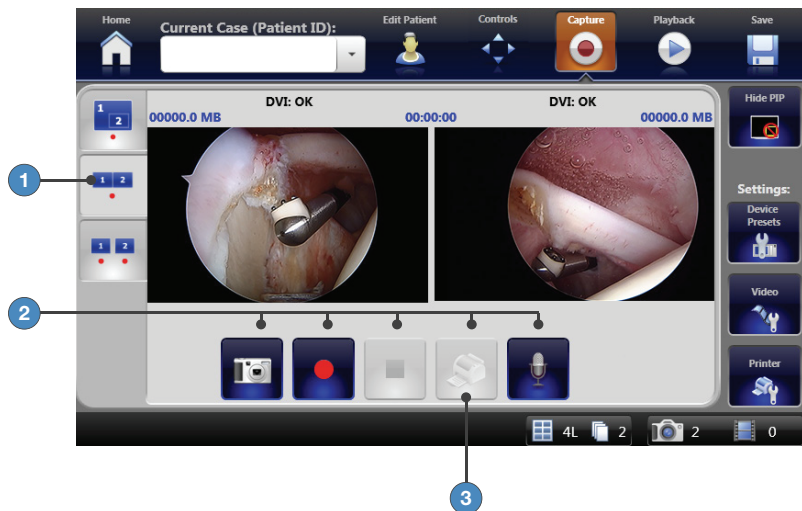 Home
Current Case (Patient ID):
Edit Patient
Controls
Capture
Playback
Save
1
2
DVI: OK
DVI: OK
00000.0 MB
00:00:00
00000.0 MB
Hide PIP
1
1 2
1 2
Settings:
Device
Presets
2
Video
Printer
4L
2
2
0
3